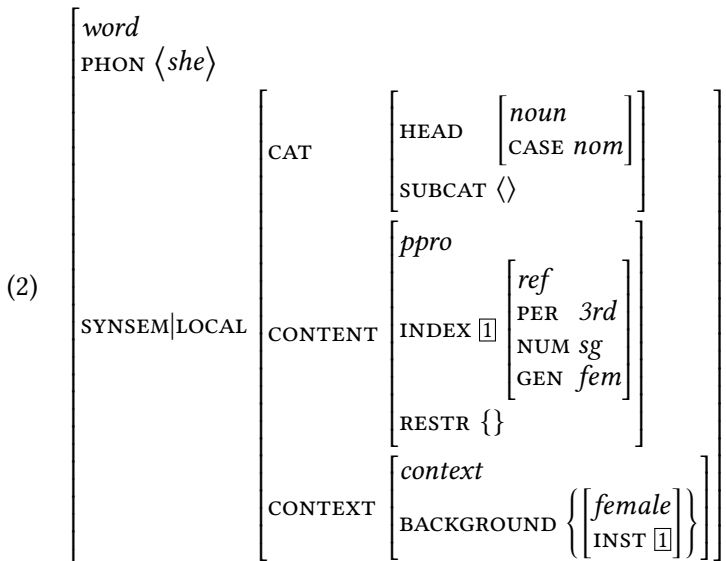 word
PHON ⟨she⟩
HEAD [noun
CASE nom]
CAT
SUBCAT ⟨⟩
ppro
ref
PER 3rd
(2) SYNSEM|LOCAL CONTENT INDEX 1 NUM sg
GEN fem
RESTR {}
context
CONTEXT BACKGROUND {[female
INST 1]}